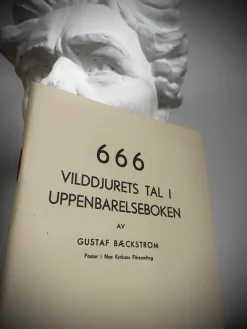 666
VILDDJURETS TAL I
UPPENBARELSEBOKEN
AV
GUSTAF BÆCKSTRÖM
Pastor i Nya Kyrkans Församling